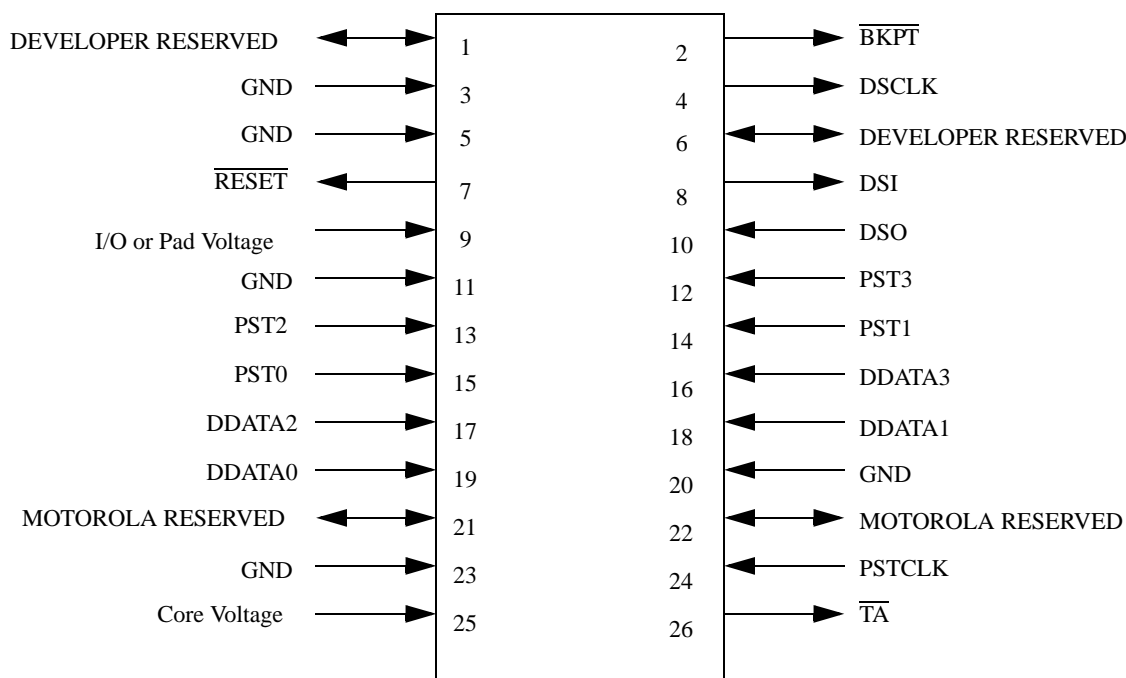 DEVELOPER RESERVED 1 2 BKPT
GND 3 4 DSCLK
GND 5 6 DEVELOPER RESERVED
RESET 7 8 DSI
I/O or Pad Voltage 9 10 DSO
GND 11 12 PST3
PST2 13 14 PST1
PST0 15 16 DDATA3
DDATA2 17 18 DDATA1
DDATA0 19 20 GND
MOTOROLA RESERVED 21 22 MOTOROLA RESERVED
GND 23 24 PSTCLK
Core Voltage 25 26 TA